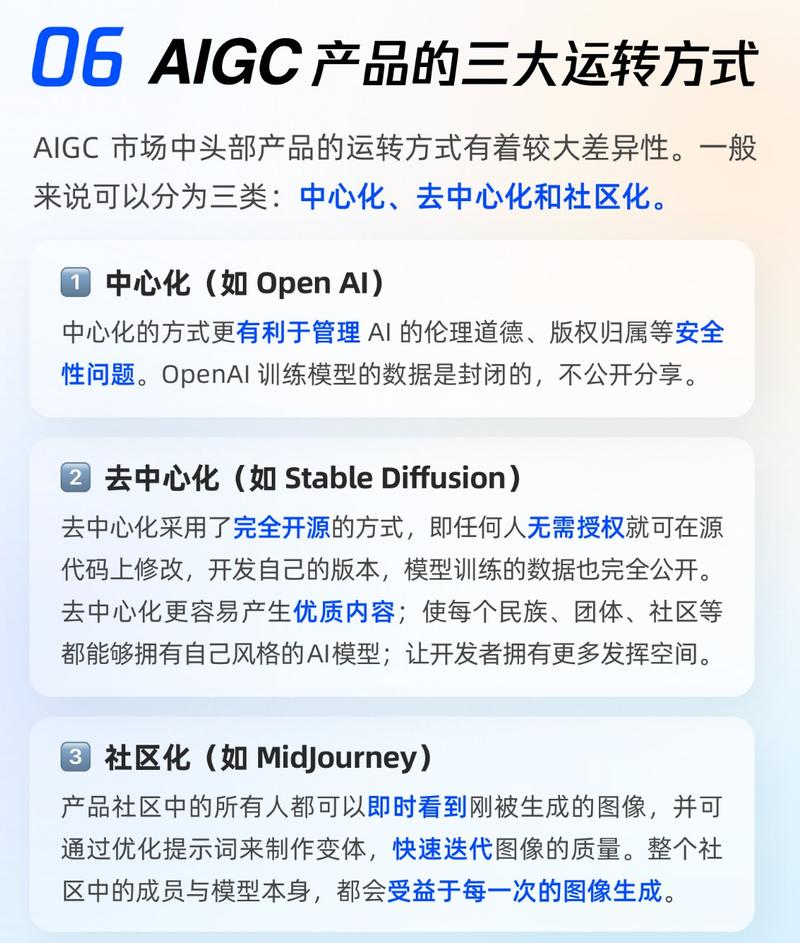 06 AIGC 产品的三大运转方式
AIGC 市场中头部产品的运转方式有着较大差异性。一般
来说可以分为三类：中心化、去中心化和社区化。
1 中心化（如 Open AI）
中心化的方式更有利于管理 AI 的伦理道德、版权归属等安全
性问题。OpenAI 训练模型的数据是封闭的，不公开分享。
2 去中心化（如 Stable Diffusion）
去中心化采用了完全开源的方式，即任何人无需授权就可在源
代码上修改，开发自己的版本，模型训练的数据也完全公开。
去中心化更容易产生优质内容；使每个民族、团体、社区等
都能够拥有自己风格的AI模型；让开发者拥有更多发挥空间。
3 社区化（如 MidJourney）
产品社区中的所有人都可以即时看到刚被生成的图像，并可
通过优化提示词来制作变体，快速迭代图像的质量。整个社
区中的成员与模型本身，都会受益于每一次的图像生成。